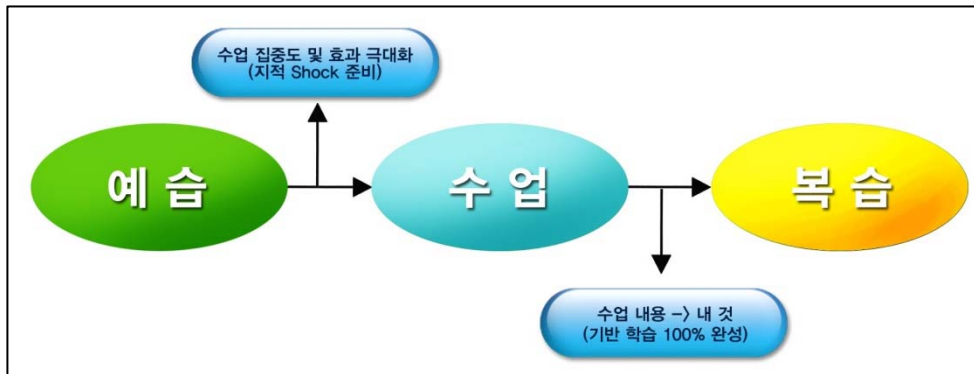 수업 집중도 및 효과 극대화
(지적 Shock 준비)
예 습
수 업
복 습
수업 내용 -> 내 것
(기반 학습 100% 완성)